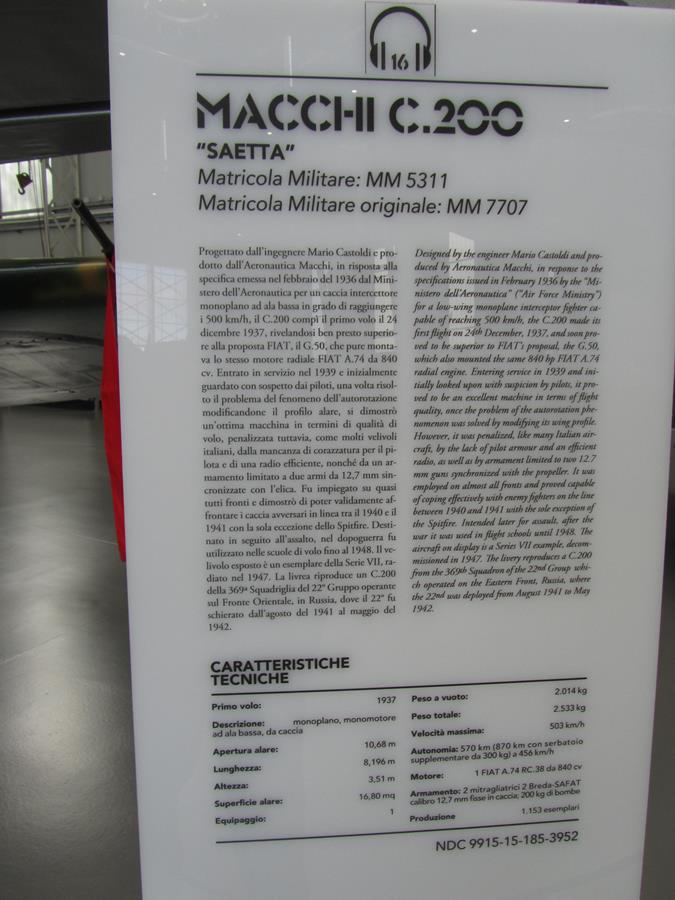 16
MACCHI C.200
"SAETTA"
Matricola Militare: MM 5311
Matricola Militare originale: MM 7707
Progettato dall'ingegnere Mario Castoldi e pro-
dotto dall'Aeronautica Macchi, in risposta alla
specifica emessa nel febbraio del 1936 dal Mini-
stero dell'Aeronautica per un caccia intercettore
monoplano ad ala bassa in grado di raggiungere
i 500 km/h, il C.200 compì il primo volo il 24
dicembre 1937, rivelandosi ben presto superio-
re alla proposta FIAT, il G.50, che pure monta-
va lo stesso motore radiale FIAT A.74 da 840
cv. Entrato in servizio nel 1939 e inizialmente
guardato con sospetto dai piloti, una volta risol-
to il problema del fenomeno dell'autorotazione
modificandone il profilo alare, si dimostrò
un'ottima macchina in termini di qualità di
volo, penalizzata tuttavia, come molti velivoli
italiani, dalla mancanza di corazzatura per il pi-
lota e di una radio efficiente, nonché da un ar-
mamento limitato a due armi da 12,7 mm sin-
cronizzate con l'elica. Fu impiegato su quasi
tutti fronti e dimostrò di poter validamente af-
frontare i caccia avversari in linea tra il 1940 e il
1941 con la sola eccezione dello Spitfire. Desti-
nato in seguito all'assalto, nel dopoguerra fu
utilizzato nelle scuole di volo fino al 1948. Il ve-
livolo esposto è un esemplare della Serie VII, ra-
diato nel 1947. La livrea riproduce un C.200
della 369ª Squadriglia del 22º Gruppo operante
sul Fronte Orientale, in Russia, dove il 22º fu
schierato dall'agosto del 1941 al maggio del
1942.
Designed by the engineer Mario Castoldi and pro-
duced by Aeronautica Macchi, in response to the
specifications issued in February 1936 by the "Mi-
nistero dell'Aeronautica" ("Air Force Ministry")
for a low-wing monoplane interceptor fighter ca-
pable of reaching 500 km/h, the C.200 made its
first flight on 24th December, 1937, and soon pro-
ved to be superior to FIAT's proposal, the G.50,
which also mounted the same 840 hp FIAT A.74
radial engine. Entering service in 1939 and ini-
tially looked upon with suspicion by pilots, it pro-
ved to be an excellent machine in terms of flight
quality, once the problem of the autorotation phe-
nomenon was solved by modifying its wing profile.
However, it was penalized, like many Italian air-
craft, by the lack of pilot armour and an efficient
radio, as well as by armament limited to two 12.7
mm guns synchronized with the propeller. It was
employed on almost all fronts and proved capable
of coping effectively with enemy fighters on the line
between 1940 and 1941 with the sole exception of
the Spitfire. Intended later for assault, after the
war it was used in flight schools until 1948. The
aircraft on display is a Series VII example, decom-
missioned in 1947. The livery reproduces a C.200
from the 369th Squadron of the 22nd Group whi-
ch operated on the Eastern Front, Russia, where
the 22nd was deployed from August 1941 to May
1942.
CARATTERISTICHE
TECNICHE
Primo volo: 1937
Descrizione: monoplano, monomotore
ad ala bassa, da caccia
Apertura alare: 10,68 m
Lunghezza: 8,196 m
Altezza: 3,51 m
Superficie alare: 16,80 mq
Equipaggio: 1
Peso a vuoto: 2.014 kg
Peso totale: 2.533 kg
Velocità massima: 503 km/h
Autonomia: 570 km (870 km con serbatoio
supplementare da 300 kg) a 456 km/h
Motore: 1 FIAT A.74 RC.38 da 840 cv
Armamento: 2 mitragliatrici 2 Breda-SAFAT
calibro 12,7 mm fisse in caccia; 200 kg di bombe
Produzione 1.153 esemplari
NDC 9915-15-185-3952